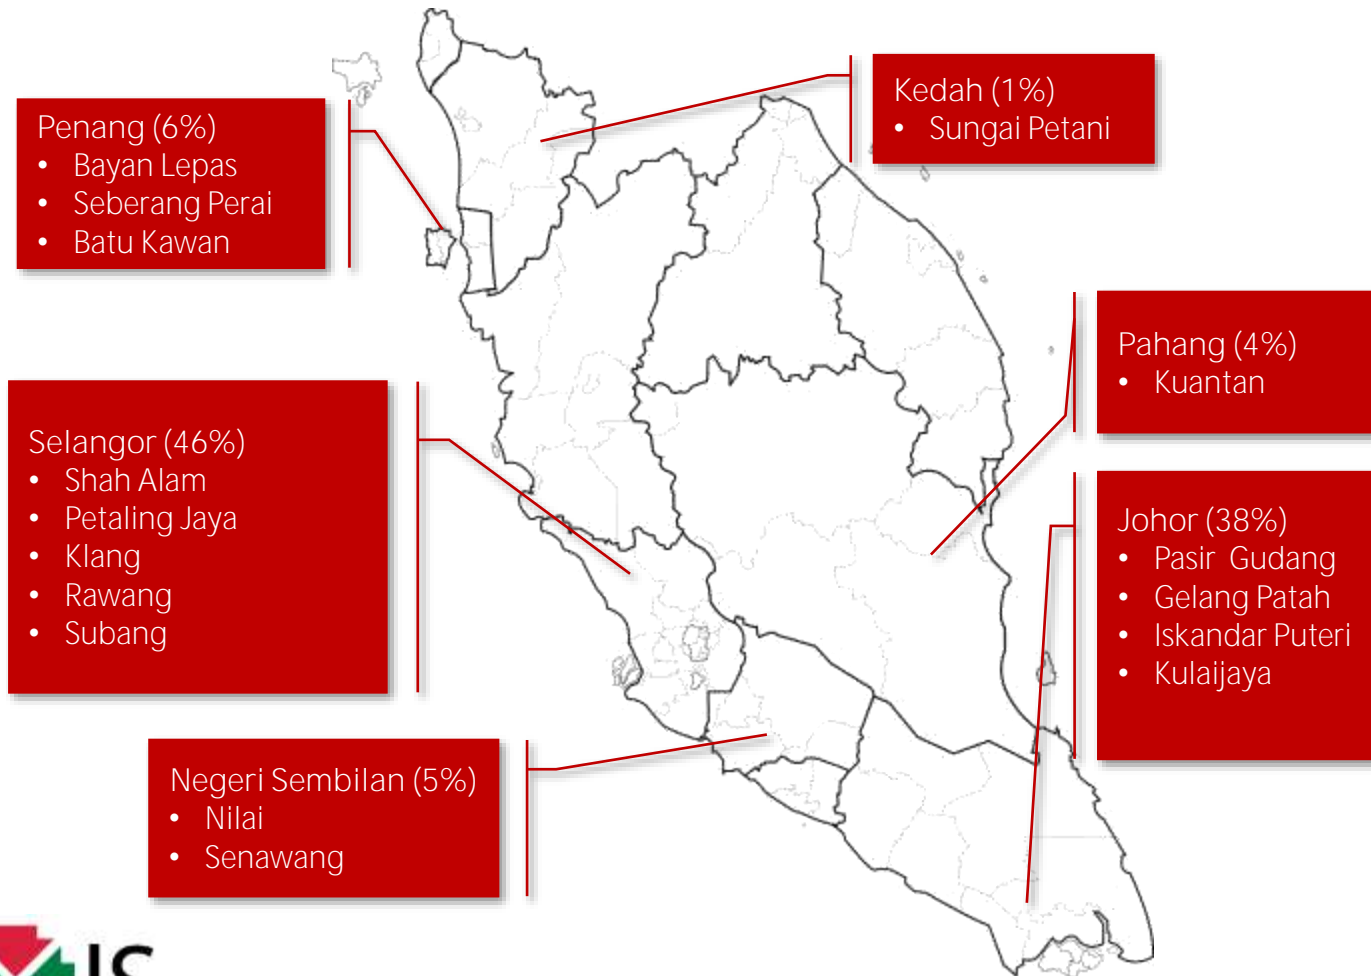 Kedah (1%)
• Sungai Petani
Penang (6%)
• Bayan Lepas
• Seberang Perai
• Batu Kawan
Pahang (4%)
• Kuantan
Selangor (46%)
• Shah Alam
• Petaling Jaya
• Klang
• Rawang
• Subang
Johor (38%)
• Pasir Gudang
• Gelang Patah
• Iskandar Puteri
• Kulaijaya
Negeri Sembilan (5%)
• Nilai
• Senawang